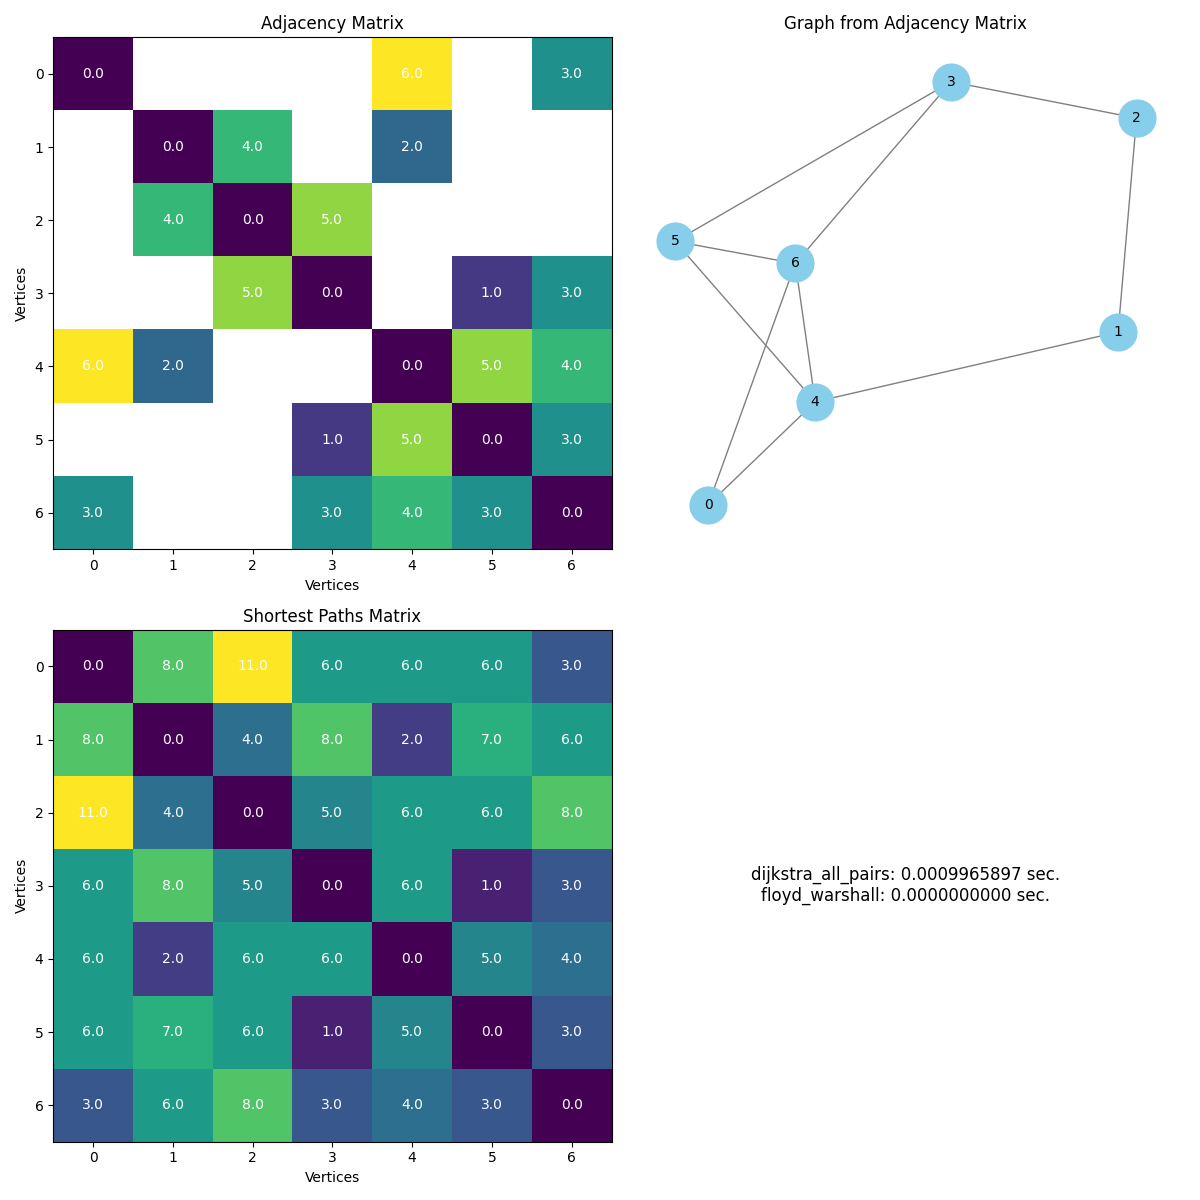 Adjacency Matrix
0 0.0 6.0 3.0
1 0.0 4.0 2.0
2 4.0 0.0 5.0
3 5.0 0.0 1.0 3.0
4 6.0 2.0 0.0 5.0 4.0
5 1.0 5.0 0.0 3.0
6 3.0 3.0 4.0 3.0 0.0
Vertices
0 1 2 3 4 5 6
Vertices
Graph from Adjacency Matrix
3
2
5
6
1
4
0
Shortest Paths Matrix
0 0.0 8.0 11.0 6.0 6.0 6.0 3.0
1 8.0 0.0 4.0 8.0 2.0 7.0 6.0
2 11.0 4.0 0.0 5.0 6.0 6.0 8.0
3 6.0 8.0 5.0 0.0 6.0 1.0 3.0
4 6.0 2.0 6.0 6.0 0.0 5.0 4.0
5 6.0 7.0 6.0 1.0 5.0 0.0 3.0
6 3.0 6.0 8.0 3.0 4.0 3.0 0.0
Vertices
0 1 2 3 4 5 6
Vertices
dijkstra_all_pairs: 0.0009965897 sec.
floyd_warshall: 0.0000000000 sec.